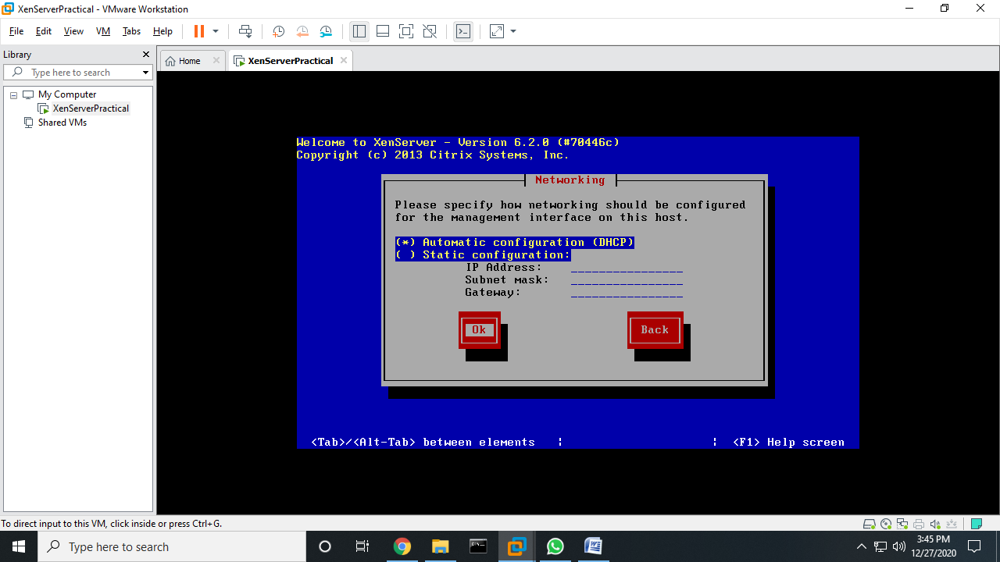 XenServerPractical - VMware Workstation
File Edit View VM Tabs Help
Library
Type here to search
My Computer
XenServerPractical
Shared VMs
Home XenServerPractical
Welcome to XenServer - Version 6.2.0 (#70446c)
Copyright (c) 2013 Citrix Systems, Inc.
Networking
Please specify how networking should be configured
for the management interface on this host.
(*) Automatic configuration (DHCP)
( ) Static configuration:
IP Address: ________________
Subnet mask: ________________
Gateway: ________________
Ok Back
<Tab>/<Alt-Tab> between elements | | <F1> Help screen
To direct input to this VM, click inside or press Ctrl+G.
Type here to search
3:45 PM
12/27/2020